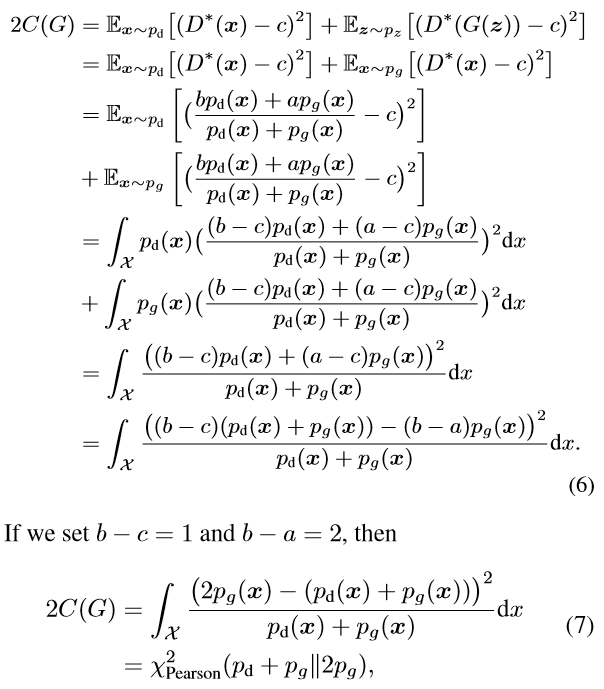 2C(G) = 𝔼_{x∼p_d}[(D*(x) − c)²] + 𝔼_{z∼p_z}[(D*(G(z)) − c)²]
= 𝔼_{x∼p_d}[(D*(x) − c)²] + 𝔼_{x∼p_g}[(D*(x) − c)²]
= 𝔼_{x∼p_d}[((bp_d(x) + ap_g(x))/(p_d(x) + p_g(x)) − c)²]
+ 𝔼_{x∼p_g}[((bp_d(x) + ap_g(x))/(p_d(x) + p_g(x)) − c)²]
= ∫_𝒳 p_d(x)(((b − c)p_d(x) + (a − c)p_g(x))/(p_d(x) + p_g(x)))² dx
+ ∫_𝒳 p_g(x)(((b − c)p_d(x) + (a − c)p_g(x))/(p_d(x) + p_g(x)))² dx
= ∫_𝒳 ((b − c)p_d(x) + (a − c)p_g(x))²/(p_d(x) + p_g(x)) dx
= ∫_𝒳 ((b − c)(p_d(x) + p_g(x)) − (b − a)p_g(x))²/(p_d(x) + p_g(x)) dx.
(6)
If we set b − c = 1 and b − a = 2, then
2C(G) = ∫_𝒳 (2p_g(x) − (p_d(x) + p_g(x)))²/(p_d(x) + p_g(x)) dx (7)
= χ²_Pearson(p_d + p_g‖2p_g),